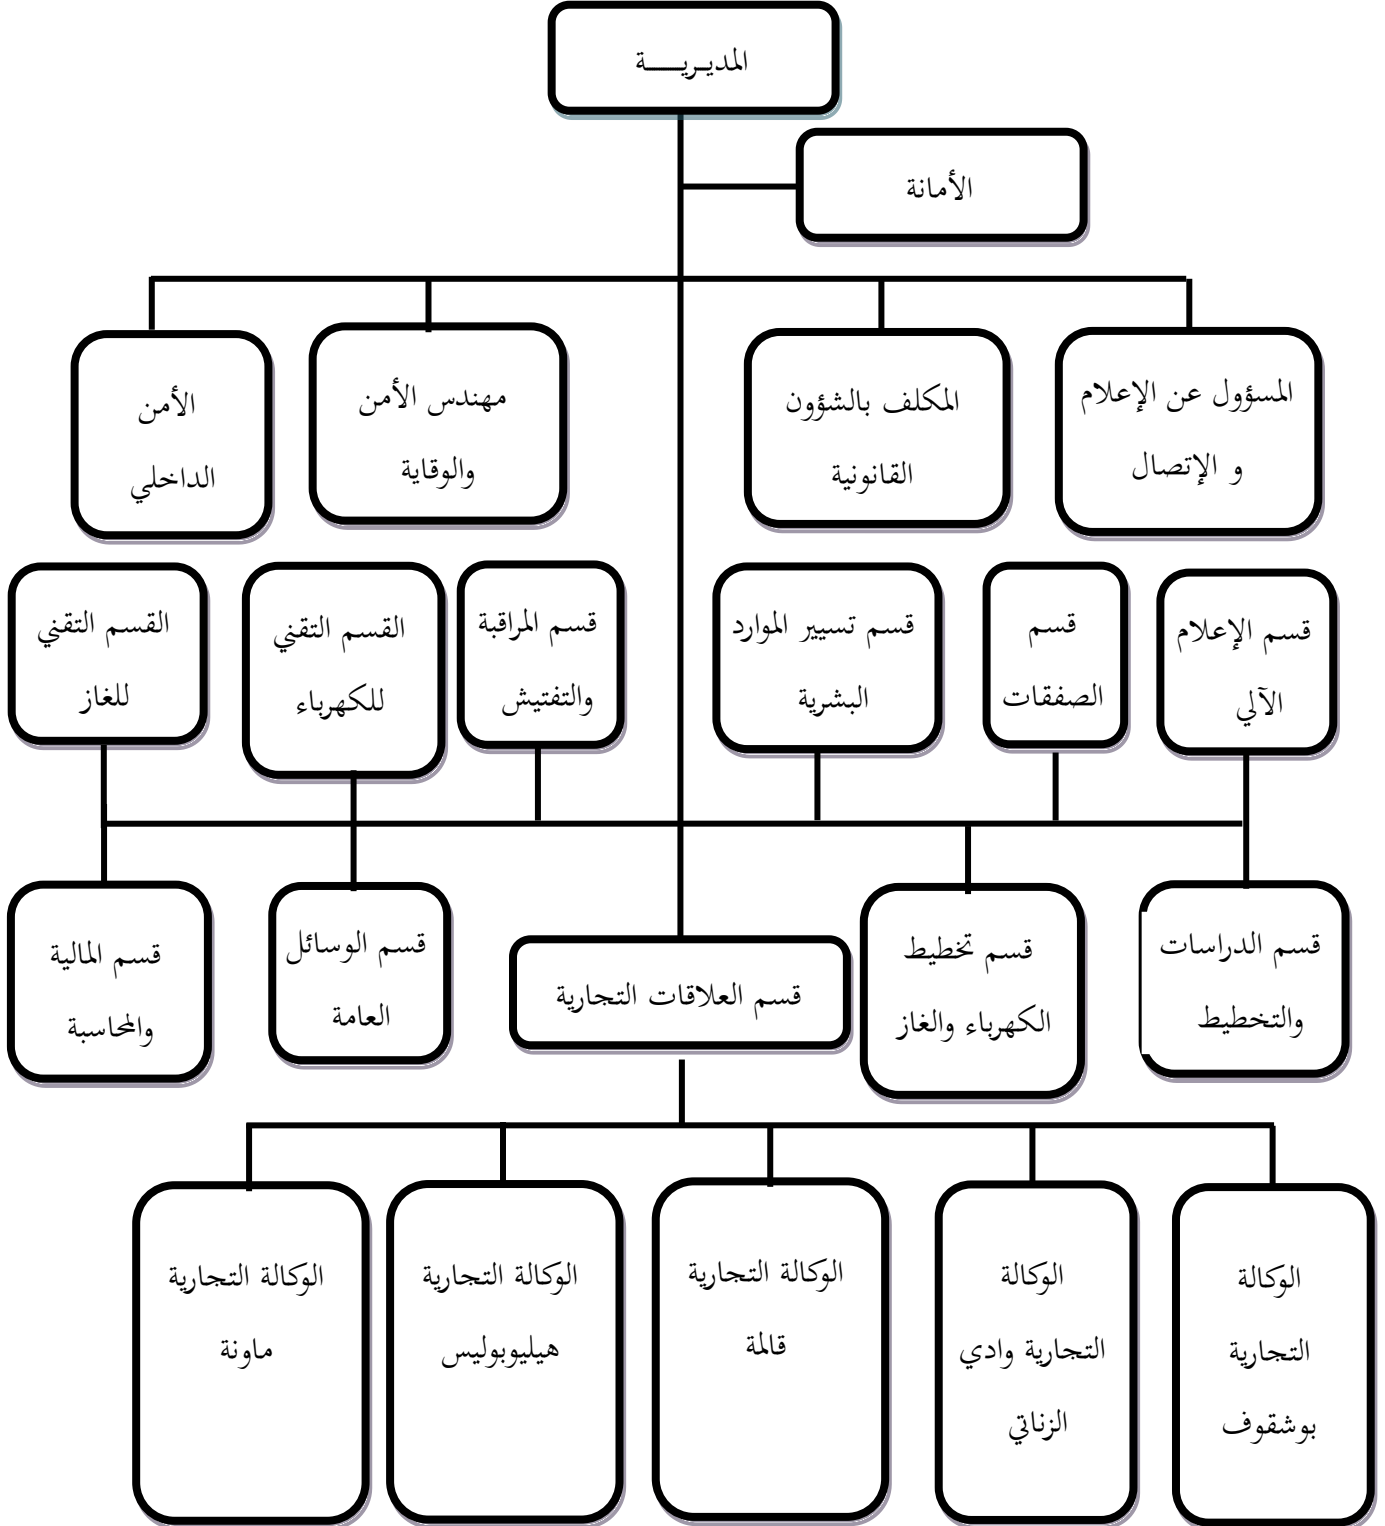 المديريـــة
الأمانة
المسؤول عن الإعلام
و الإتصال
المكلف بالشؤون
القانونية
مهندس الأمن
والوقاية
الأمن
الداخلي
قسم الإعلام
الآلي
قسم
الصفقات
قسم تسيير الموارد
البشرية
قسم المراقبة
والتفتيش
القسم التقني
للكهرباء
القسم التقني
للغاز
قسم الدراسات
والتخطيط
قسم تخطيط
الكهرباء والغاز
قسم العلاقات التجارية
قسم الوسائل
العامة
قسم المالية
والمحاسبة
الوكالة
التجارية
بوشقوف
الوكالة
التجارية وادي
الزناتي
الوكالة التجارية
قالمة
الوكالة التجارية
هيليوبوليس
الوكالة التجارية
ماونة